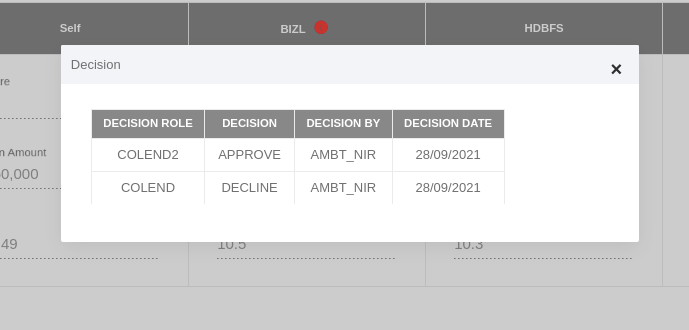 Self BIZL HDBFS
Decision ×
re
DECISION ROLE DECISION DECISION BY DECISION DATE
n Amount
COLEND2 APPROVE AMBT_NIR 28/09/2021
0,000
COLEND DECLINE AMBT_NIR 28/09/2021
49 10.5 10.3